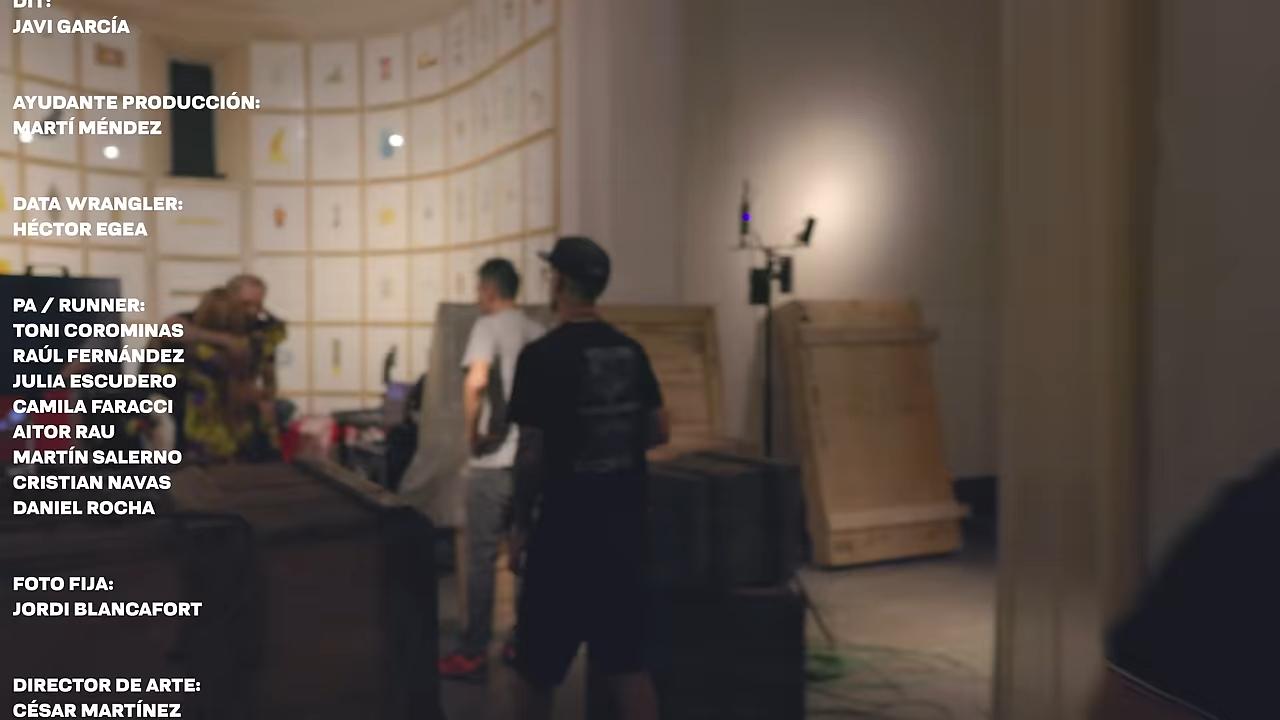 DIT:
JAVI GARCÍA
AYUDANTE PRODUCCIÓN:
MARTÍ MÉNDEZ
DATA WRANGLER:
HÉCTOR EGEA
PA / RUNNER:
TONI COROMINAS
RAÚL FERNÁNDEZ
JULIA ESCUDERO
CAMILA FARACCI
AITOR RAU
MARTÍN SALERNO
CRISTIAN NAVAS
DANIEL ROCHA
FOTO FIJA:
JORDI BLANCAFORT
DIRECTOR DE ARTE:
CÉSAR MARTÍNEZ